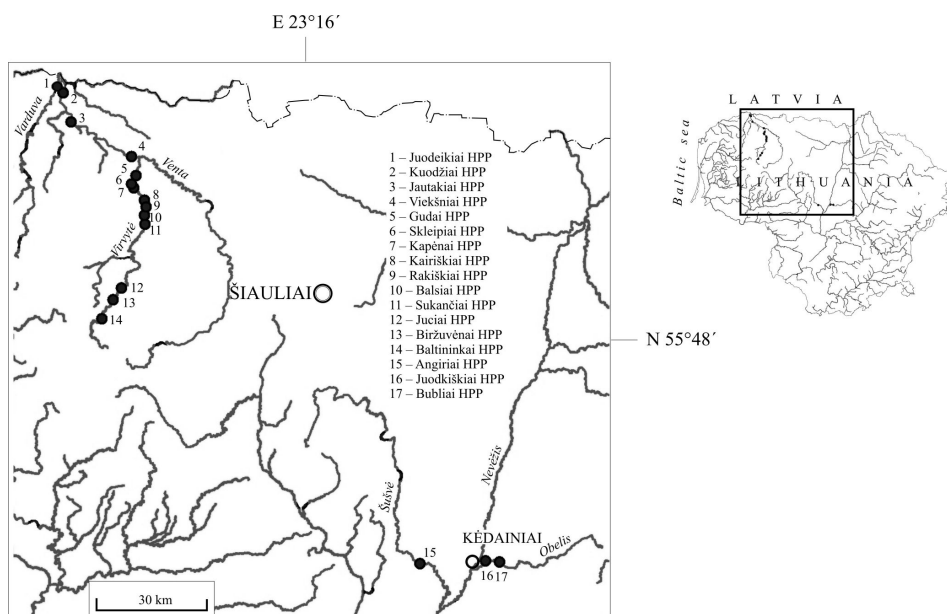 E 23°16´
1
2
Varduva
3
4
Venta
5
6
7
8
9
10
11
Virvytė
12
13
14
ŠIAULIAI
1 – Juodeikiai HPP
2 – Kuodžiai HPP
3 – Jautakiai HPP
4 – Viekšniai HPP
5 – Gudai HPP
6 – Skleipiai HPP
7 – Kapėnai HPP
8 – Kairiškiai HPP
9 – Rakiškiai HPP
10 – Balsiai HPP
11 – Sukančiai HPP
12 – Juciai HPP
13 – Biržuvėnai HPP
14 – Baltininkai HPP
15 – Angiriai HPP
16 – Juodkiškiai HPP
17 – Bubliai HPP
N 55°48´
Nevėžis
Šušvė
KĖDAINIAI
Obelis
15
16
17
30 km
LATVIA
Baltic sea
LITHUANIA